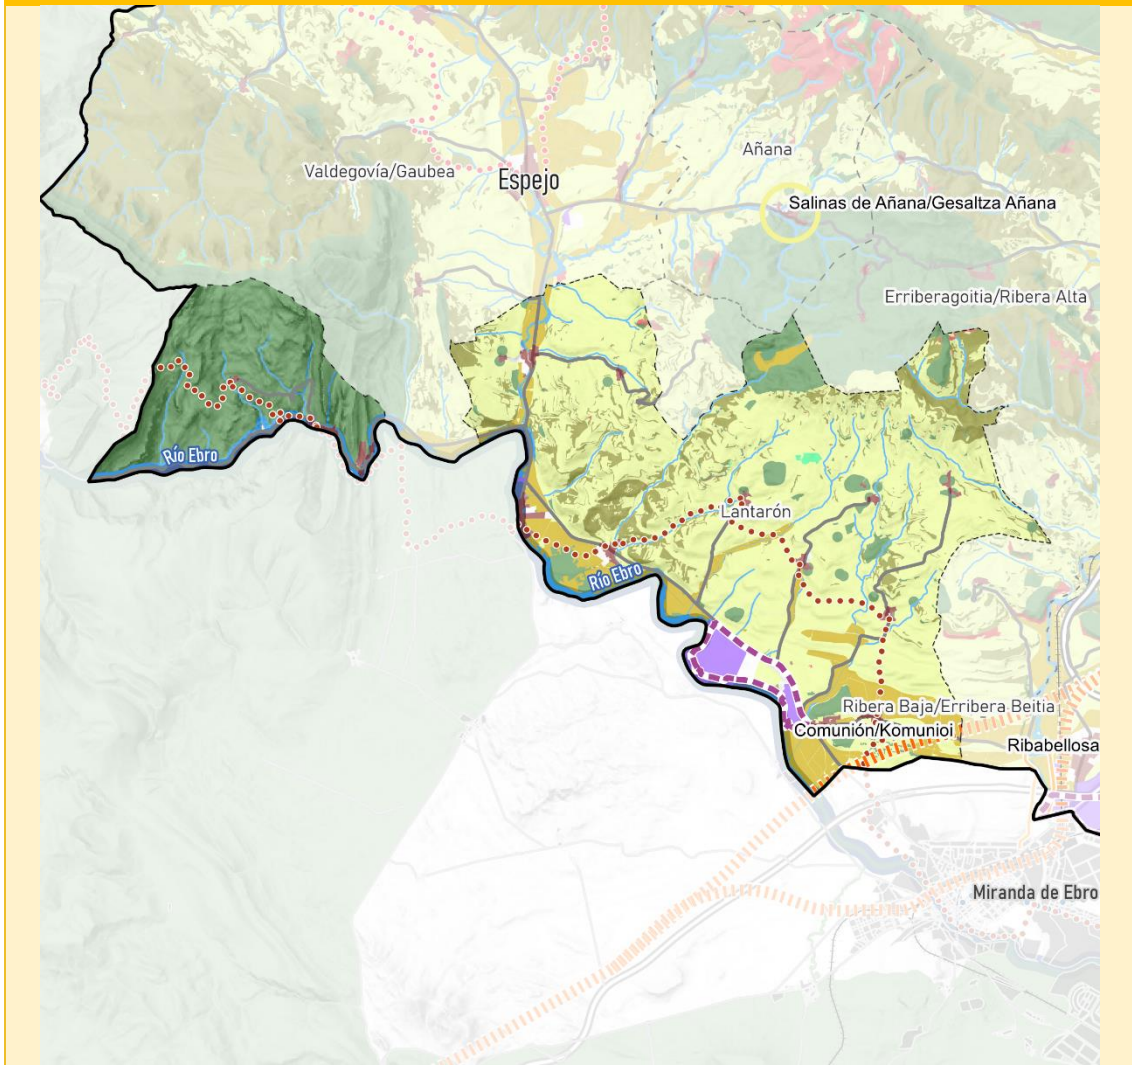 Añana
Valdegovía/Gaubea
Espejo
Salinas de Añana/Gesaltza Añana
Erriberagoitia/Ribera Alta
Río Ebro
Lantarón
Río Ebro
Ribera Baja/Erribera Beitia
Comunión/Komunioi
Ribabellosa
Miranda de Ebro